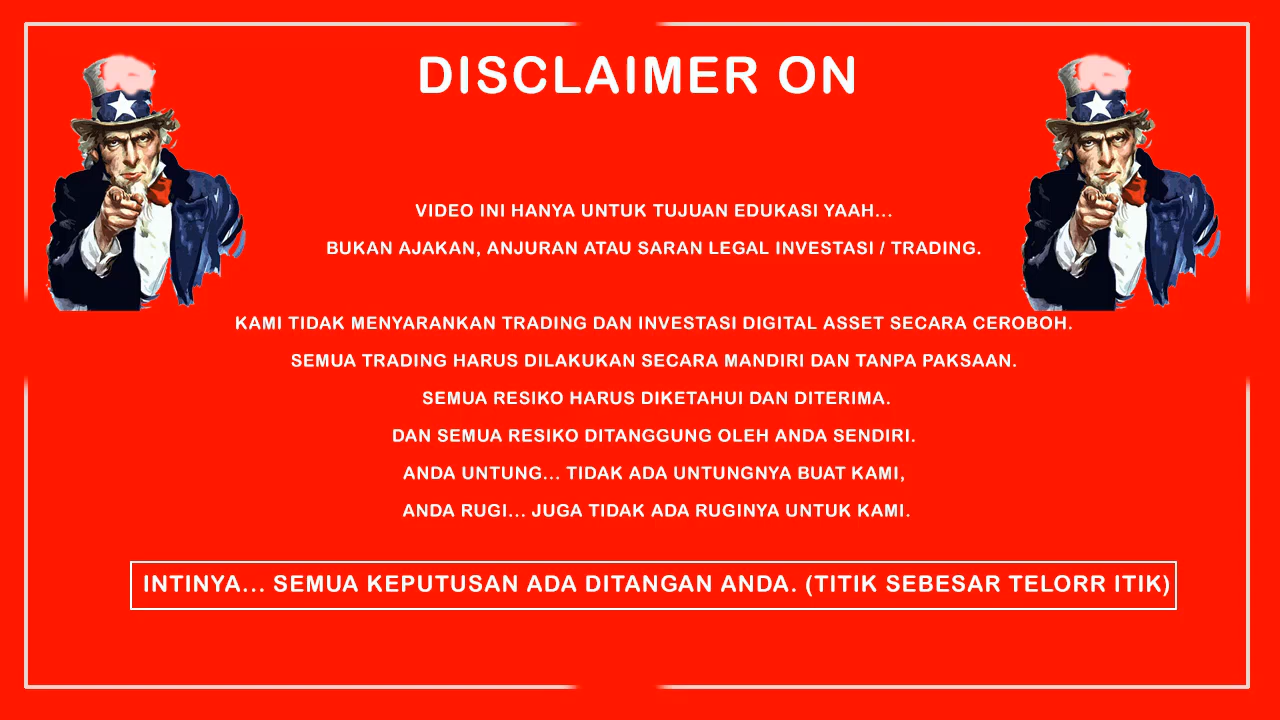 DISCLAIMER ON
VIDEO INI HANYA UNTUK TUJUAN EDUKASI YAAH...
BUKAN AJAKAN, ANJURAN ATAU SARAN LEGAL INVESTASI / TRADING.
KAMI TIDAK MENYARANKAN TRADING DAN INVESTASI DIGITAL ASSET SECARA CEROBOH.
SEMUA TRADING HARUS DILAKUKAN SECARA MANDIRI DAN TANPA PAKSAAN.
SEMUA RESIKO HARUS DIKETAHUI DAN DITERIMA.
DAN SEMUA RESIKO DITANGGUNG OLEH ANDA SENDIRI.
ANDA UNTUNG... TIDAK ADA UNTUNGNYA BUAT KAMI,
ANDA RUGI... JUGA TIDAK ADA RUGINYA UNTUK KAMI.
INTINYA... SEMUA KEPUTUSAN ADA DITANGAN ANDA. (TITIK SEBESAR TELORR ITIK)